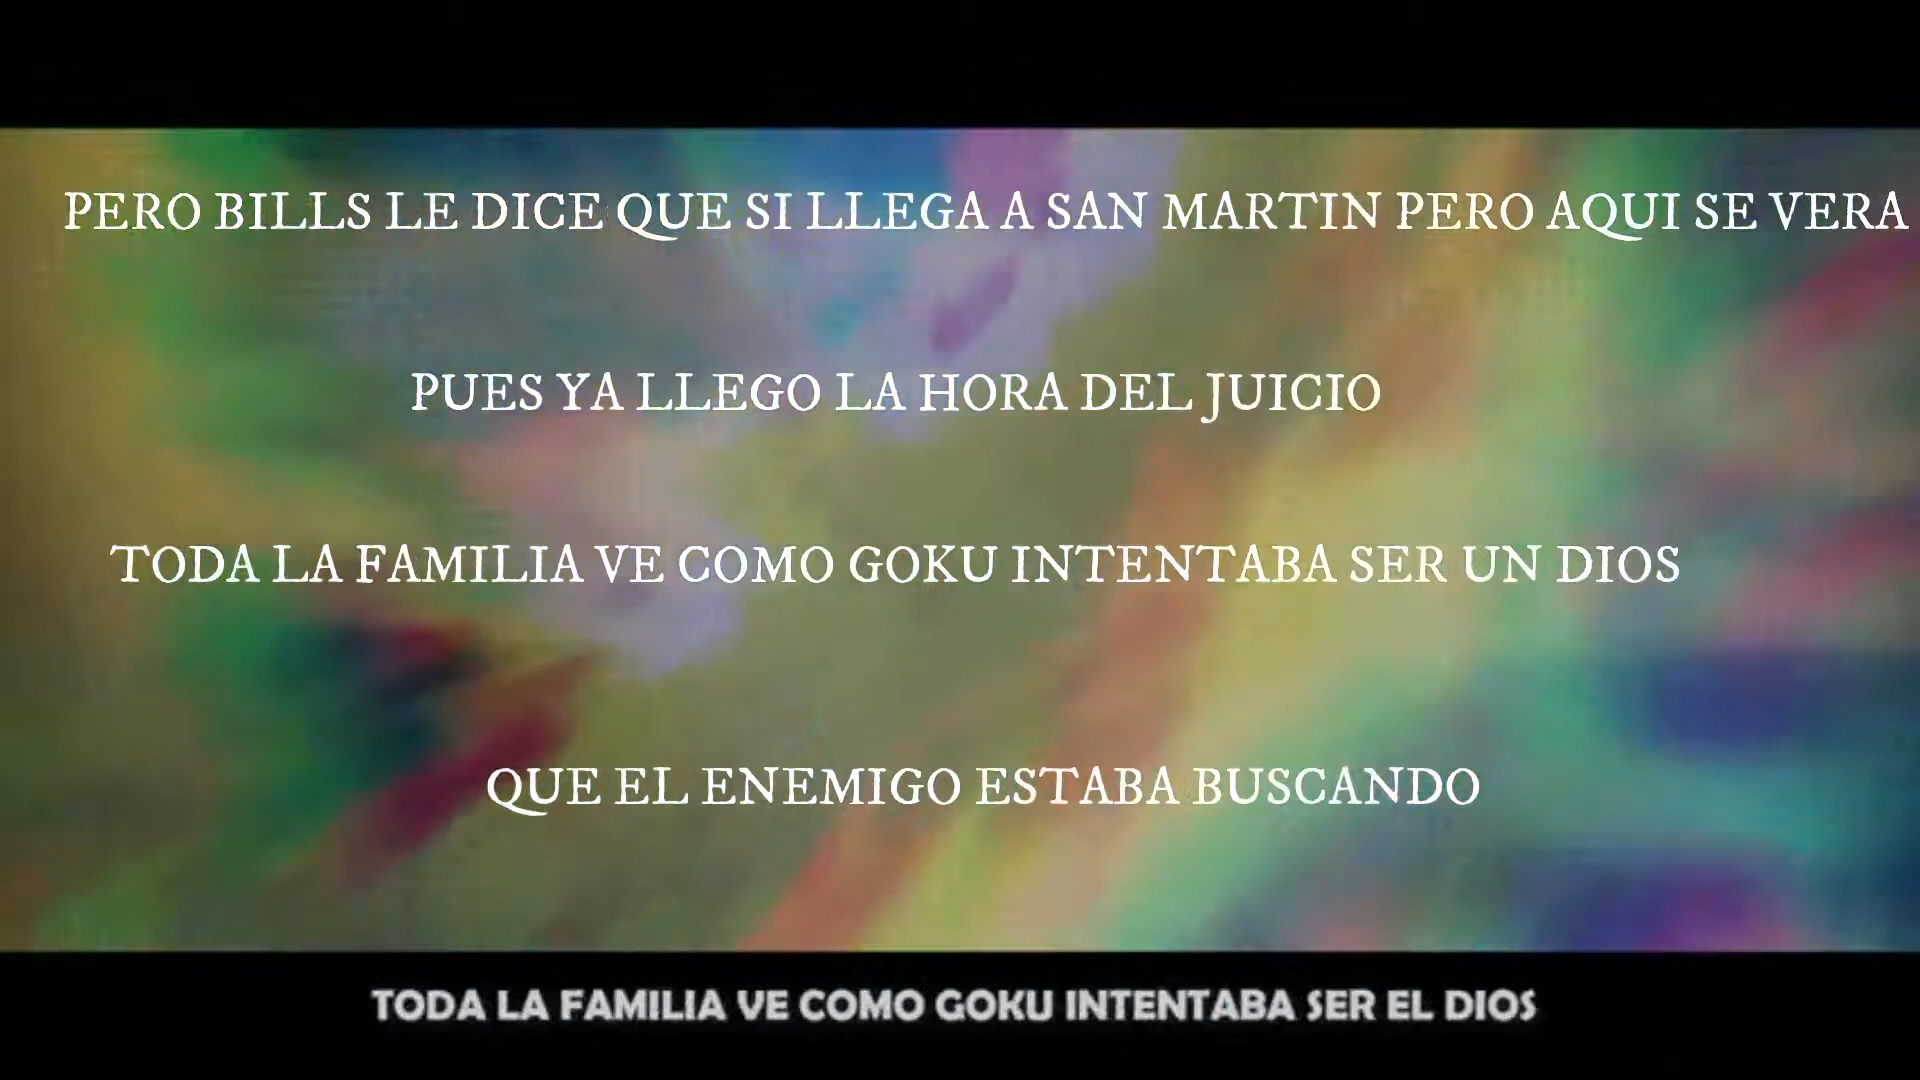 PERO BILLS LE DICE QUE SI LLEGA A SAN MARTIN PERO AQUI SE VERA
PUES YA LLEGO LA HORA DEL JUICIO
TODA LA FAMILIA VE COMO GOKU INTENTABA SER UN DIOS
QUE EL ENEMIGO ESTABA BUSCANDO
TODA LA FAMILIA VE COMO GOKU INTENTABA SER EL DIOS